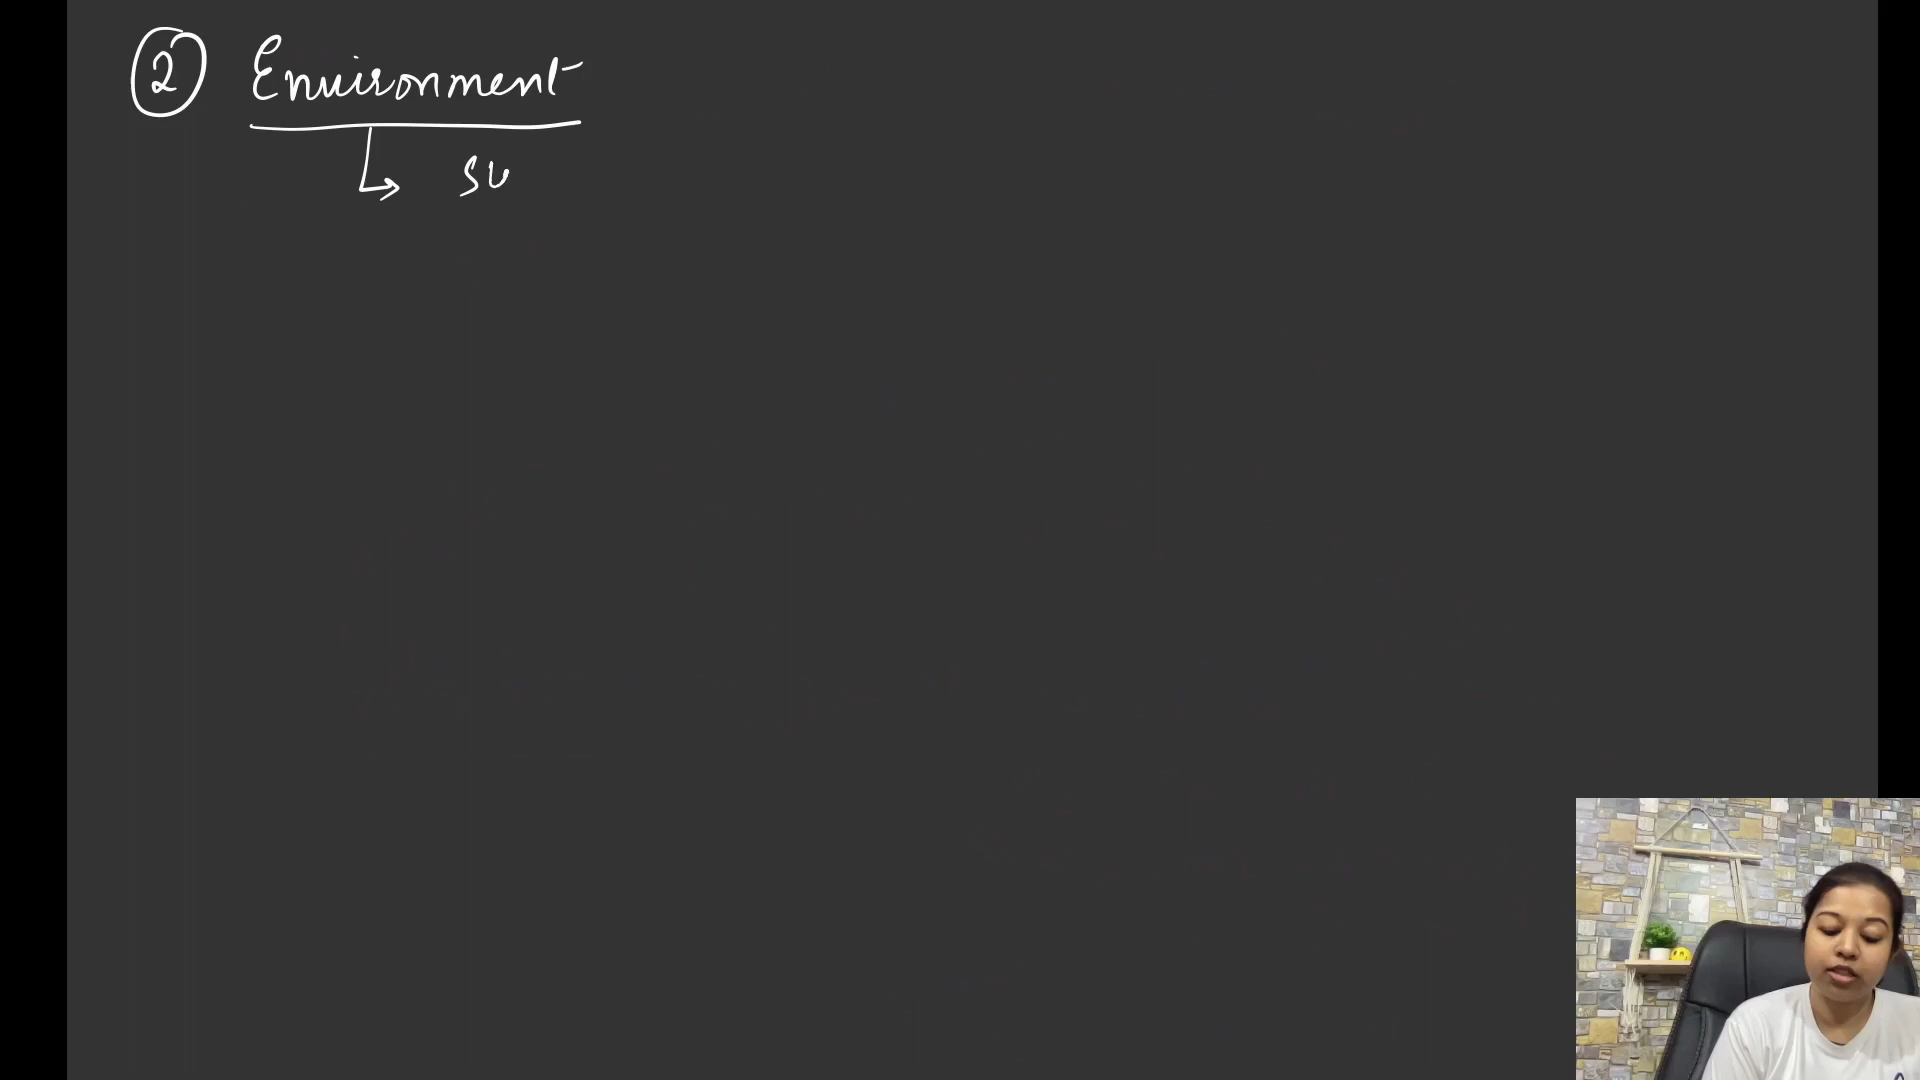 ② Environment
↳ su